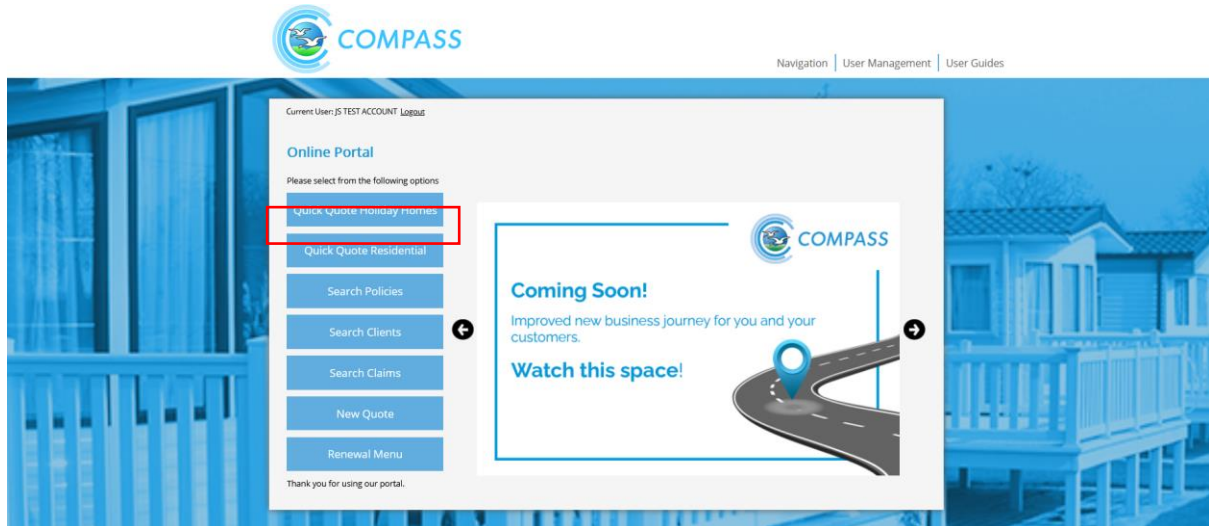 COMPASS
Navigation User Management User Guides
Current User: JS TEST ACCOUNT Logout
Online Portal
Please select from the following options
Quick Quote Holiday Homes
Quick Quote Residential
Search Policies
Search Clients
Search Claims
New Quote
Renewal Menu
Thank you for using our portal.
COMPASS
Coming Soon!
Improved new business journey for you and your
customers.
Watch this space!